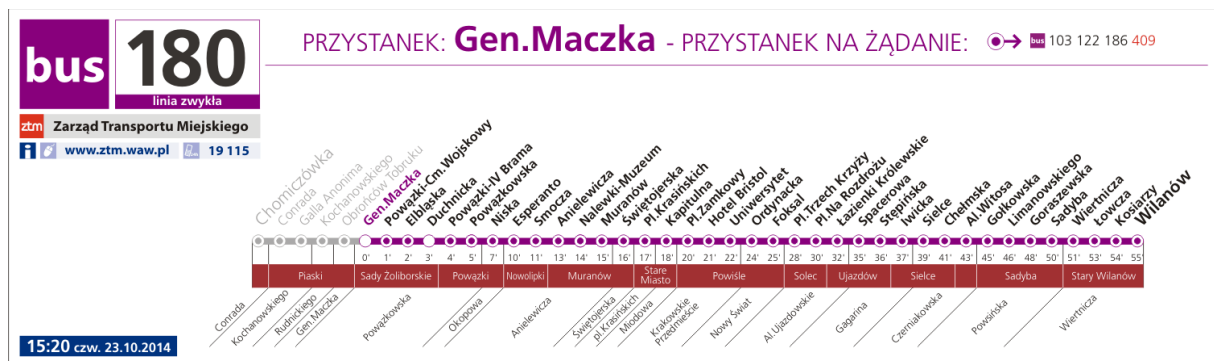 bus 180
linia zwykła
ztm Zarząd Transportu Miejskiego
i www.ztm.waw.pl 19 115
PRZYSTANEK: Gen.Maczka - PRZYSTANEK NA ŻĄDANIE: bus 103 122 186 409
Chomiczówka
Conrada
Galla Anonima
Kochanowskiego
Obrońców Tobruku
Gen.Maczka
Powązki-Cm.Wojskowy
Elbląska
Duchnicka
Powązki-IV Brama
Powązkowska
Niska
Esperanto
Smocza
Anielewicza
Nalewki-Muzeum
Muranów
Świętojerska
Pl.Krasińskich
Kapitulna
Pl.Zamkowy
Hotel Bristol
Uniwersytet
Ordynacka
Foksal
Pl.Trzech Krzyży
Pl.Na Rozdrożu
Łazienki Królewskie
Spacerowa
Stępińska
Iwicka
Sielce
Chełmska
Al.Witosa
Gołkowska
Limanowskiego
Goraszewska
Sadyba
Wiertnicza
Łowcza
Kosiarzy
Wilanów
0' 1' 2' 3' 4' 5' 7' 10' 11' 13' 14' 15' 16' 17' 18' 20' 21' 22' 24' 25' 28' 30' 32' 35' 36' 37' 39' 41' 43' 45' 47' 48' 50' 51' 53' 54' 55'
Piaski Sady Żoliborskie Powązki Nowolipki Muranów Stare Miasto Powiśle Solec Ujazdów Sielce Sadyba Stary Wilanów
Conrada
Kochanowskiego
Rudnickiego
Gen.Maczka
Powązkowska
Okopowa
Anielewicza
Świętojerska
pl Krasińskich
Miodowa
Krakowskie
Przedmieście
Nowy Świat
Al.Ujazdowskie
Gagarina
Czerniakowska
Powsińska
Wiertnicza
15:20 czw. 23.10.2014